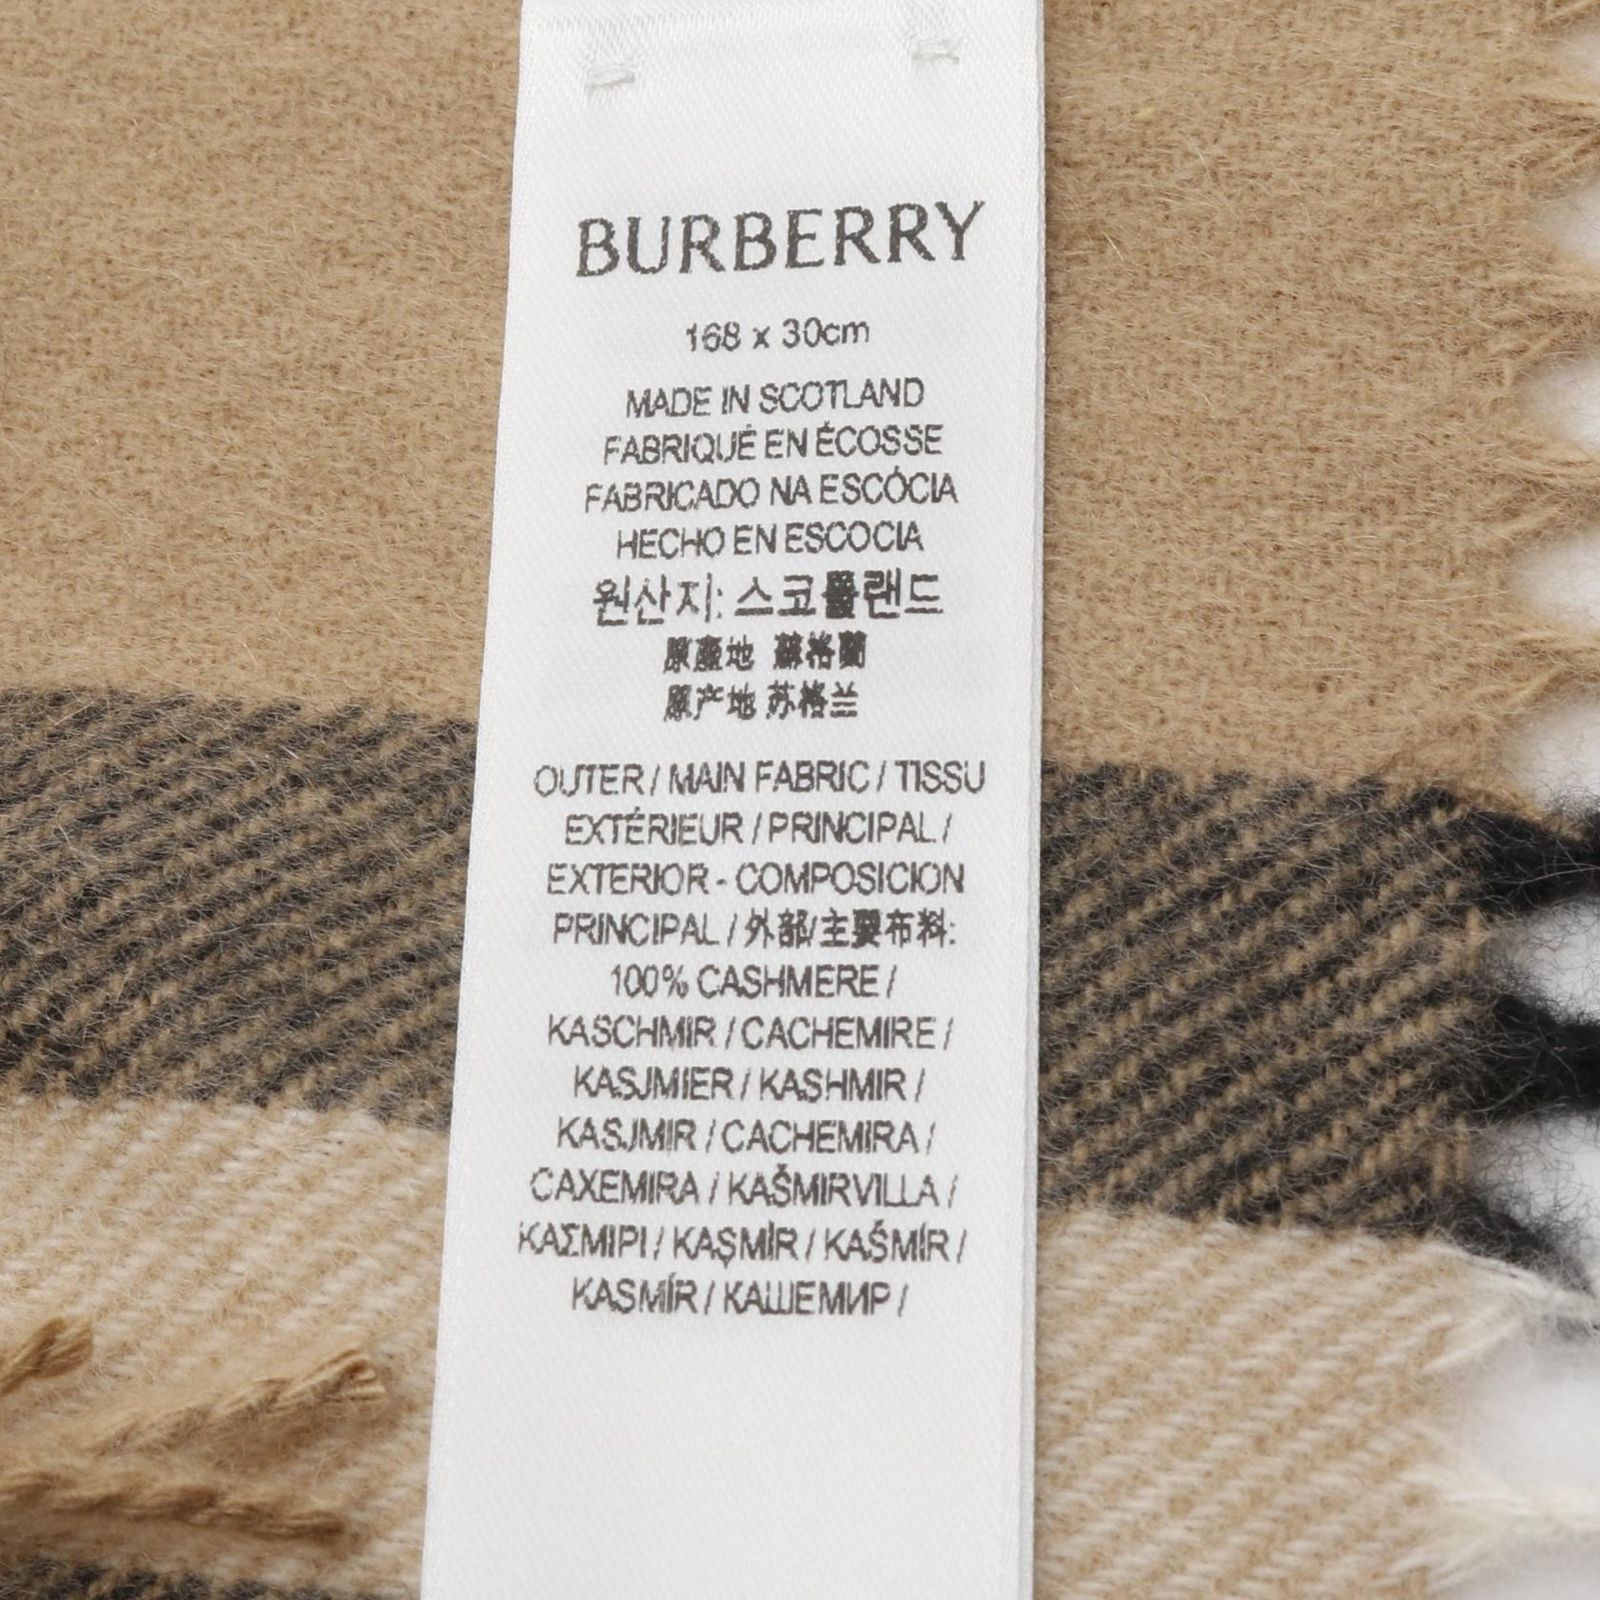 BURBERRY
168 x 30cm
MADE IN SCOTLAND
FABRIQUÉ EN ÉCOSSE
FABRICADO NA ESCÓCIA
HECHO EN ESCOCIA
원산지: 스코틀랜드
原產地 蘇格蘭
原产地 苏格兰
OUTER / MAIN FABRIC / TISSU
EXTÉRIEUR / PRINCIPAL /
EXTERIOR - COMPOSICION
PRINCIPAL / 外部/主要布料:
100% CASHMERE /
KASCHMIR / CACHEMIRE /
KASJMIER / KASHMIR /
KASJMIR / CACHEMIRA /
CAXEMIRA / KAŠMIRVILLA /
ΚΑΣΜΙΡΙ / KAŞMİR / KAŠMÍR /
KASMÍR / КАШЕМИР /